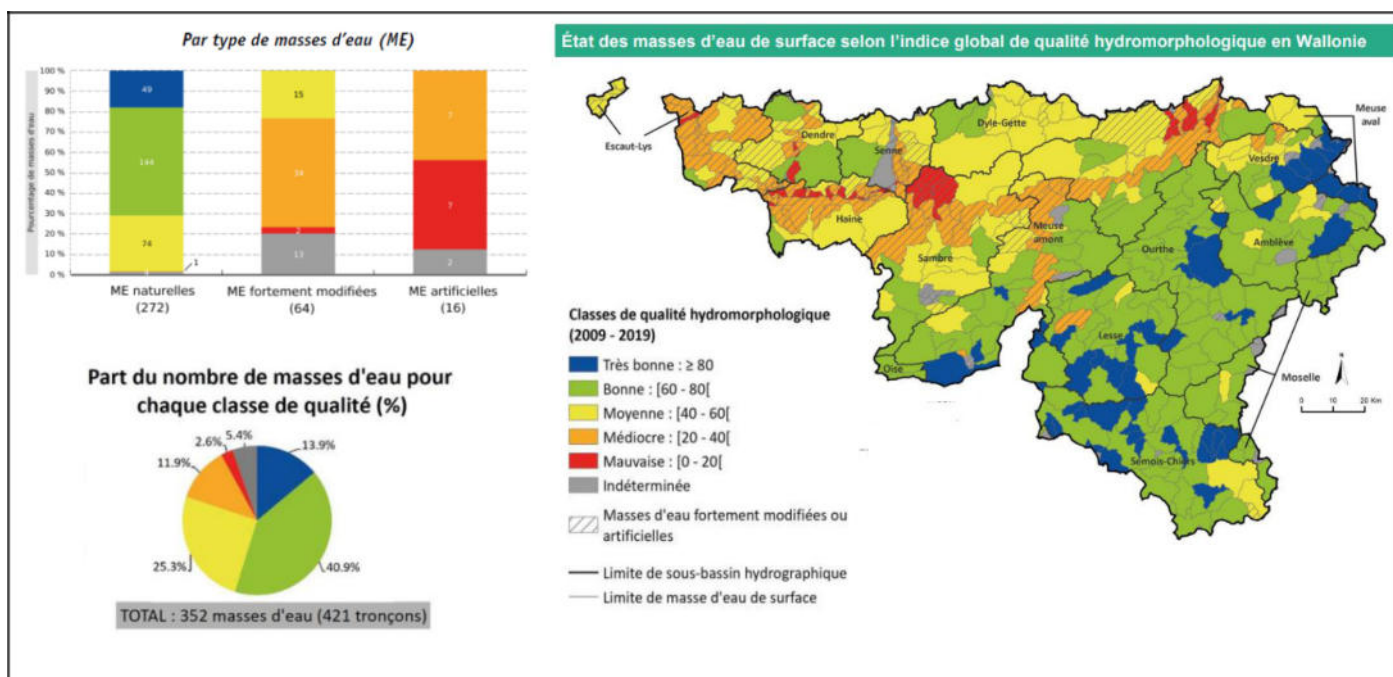 Par type de masses d'eau (ME)
Pourcentage de masses d'eau
100 %
90 %
80 %
70 %
60 %
50 %
40 %
30 %
20 %
10 %
0 %
49
144
74
1
15
34
2
13
7
7
2
ME naturelles
(272)
ME fortement modifiées
(64)
ME artificielles
(16)
Part du nombre de masses d'eau pour
chaque classe de qualité (%)
5.4%
2.6%
13.9%
11.9%
25.3%
40.9%
TOTAL : 352 masses d'eau (421 tronçons)
État des masses d'eau de surface selon l'indice global de qualité hydromorphologique en Wallonie
Escaut-Lys
Dendre
Senne
Dyle-Gette
Meuse
aval
Vesdre
Haine
Sambre
Meuse
amont
Ourthe
Amblève
Lesse
Oise
Moselle
Semois-Chiers
N
0 10 20 Km
Classes de qualité hydromorphologique
(2009 - 2019)
Très bonne : ≥ 80
Bonne : [60 - 80[
Moyenne : [40 - 60[
Médiocre : [20 - 40[
Mauvaise : [0 - 20[
Indéterminée
Masses d'eau fortement modifiées ou
artificielles
Limite de sous-bassin hydrographique
Limite de masse d'eau de surface